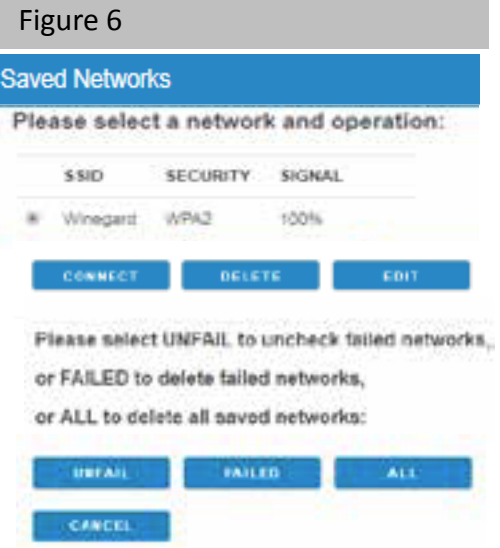 Figure 6
Saved Networks
Please select a network and operation:
SSID SECURITY SIGNAL
Winegard WPA2 100%
CONNECT DELETE EDIT
Please select UNFAIL to uncheck failed networks,
or FAILED to delete failed networks,
or ALL to delete all saved networks:
UNFAIL FAILED ALL
CANCEL